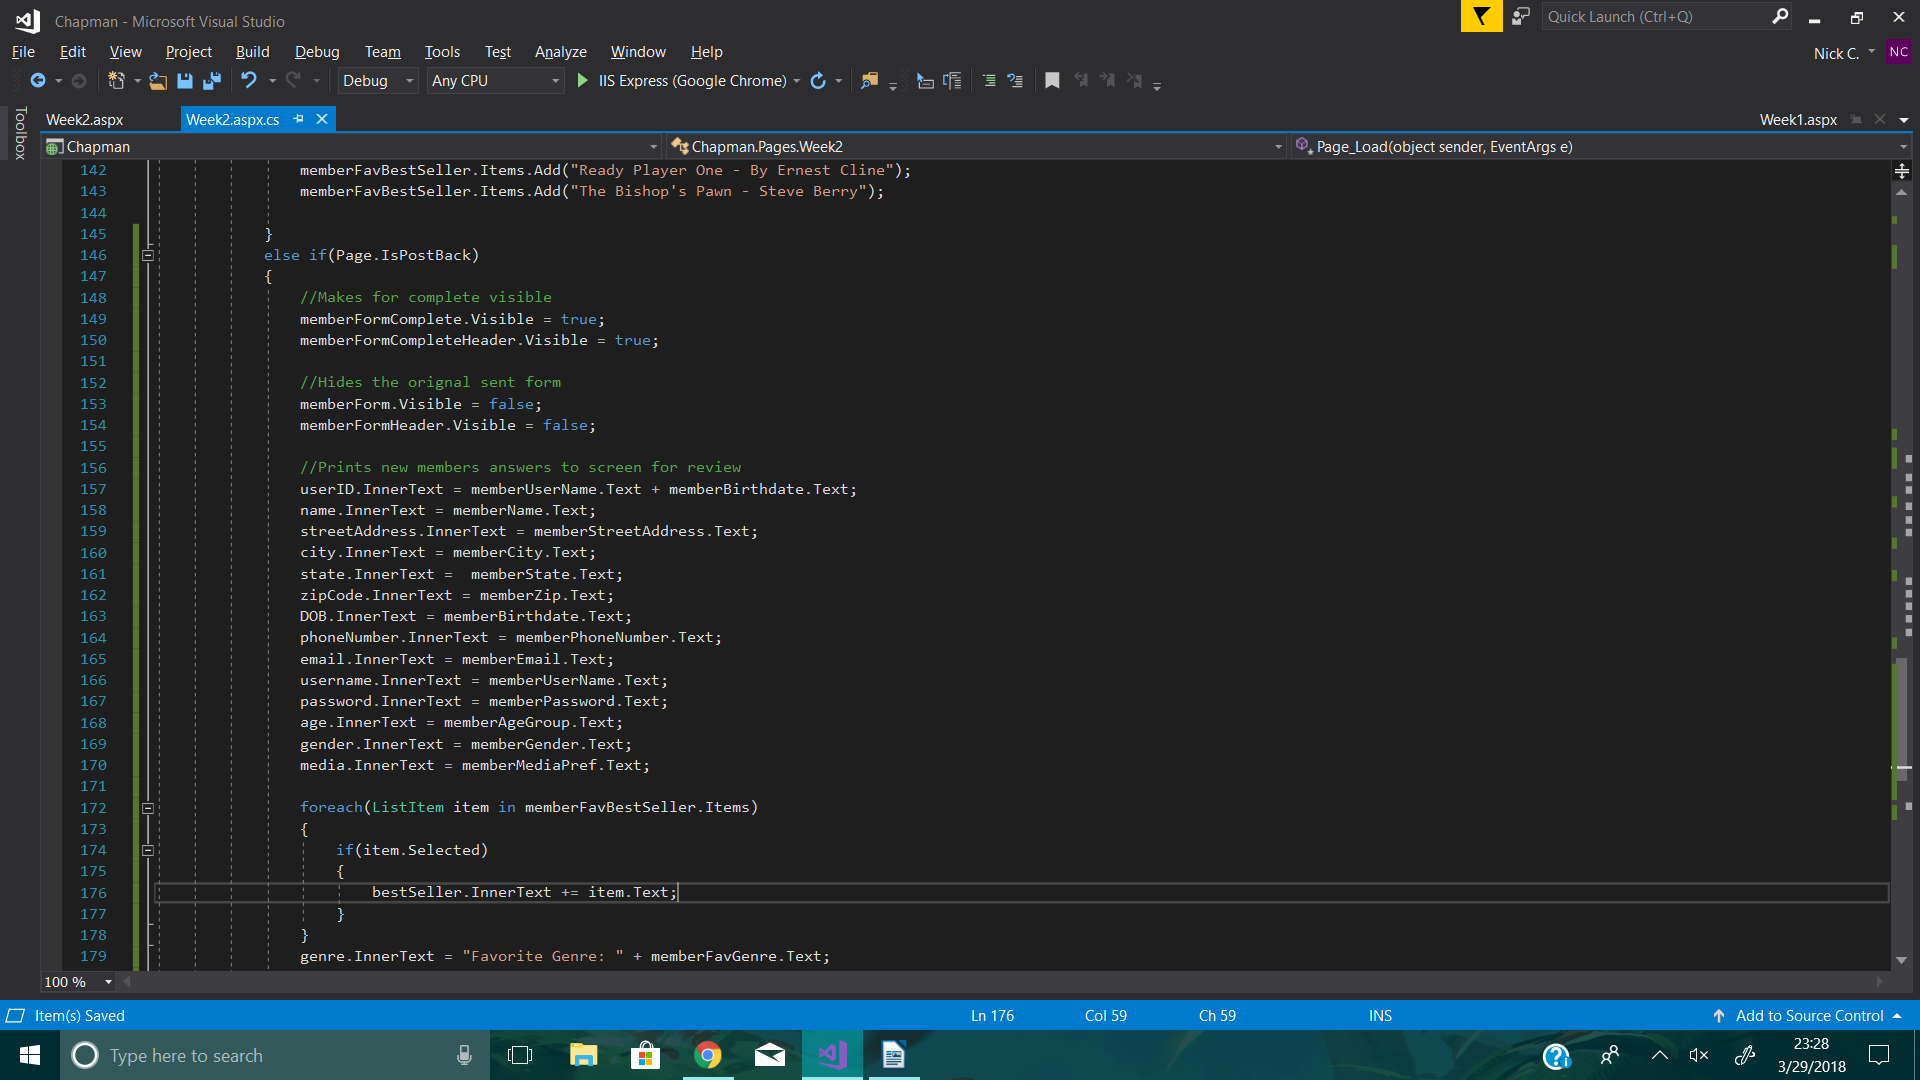 Chapman - Microsoft Visual Studio
Quick Launch (Ctrl+Q)
File Edit View Project Build Debug Team Tools Test Analyze Window Help
Nick C. NC
Debug Any CPU IIS Express (Google Chrome)
Toolbox
Week2.aspx Week2.aspx.cs Week1.aspx
Chapman Chapman.Pages.Week2 Page_Load(object sender, EventArgs e)
142 memberFavBestSeller.Items.Add("Ready Player One - By Ernest Cline");
143 memberFavBestSeller.Items.Add("The Bishop's Pawn - Steve Berry");
144
145 }
146 else if(Page.IsPostBack)
147 {
148 //Makes for complete visible
149 memberFormComplete.Visible = true;
150 memberFormCompleteHeader.Visible = true;
151
152 //Hides the orignal sent form
153 memberForm.Visible = false;
154 memberFormHeader.Visible = false;
155
156 //Prints new members answers to screen for review
157 userID.InnerText = memberUserName.Text + memberBirthdate.Text;
158 name.InnerText = memberName.Text;
159 streetAddress.InnerText = memberStreetAddress.Text;
160 city.InnerText = memberCity.Text;
161 state.InnerText =  memberState.Text;
162 zipCode.InnerText = memberZip.Text;
163 DOB.InnerText = memberBirthdate.Text;
164 phoneNumber.InnerText = memberPhoneNumber.Text;
165 email.InnerText = memberEmail.Text;
166 username.InnerText = memberUserName.Text;
167 password.InnerText = memberPassword.Text;
168 age.InnerText = memberAgeGroup.Text;
169 gender.InnerText = memberGender.Text;
170 media.InnerText = memberMediaPref.Text;
171
172 foreach(ListItem item in memberFavBestSeller.Items)
173 {
174 if(item.Selected)
175 {
176 bestSeller.InnerText += item.Text;
177 }
178 }
179 genre.InnerText = "Favorite Genre: " + memberFavGenre.Text;
100 %
Item(s) Saved Ln 176 Col 59 Ch 59 INS Add to Source Control
Type here to search
23:28
3/29/2018